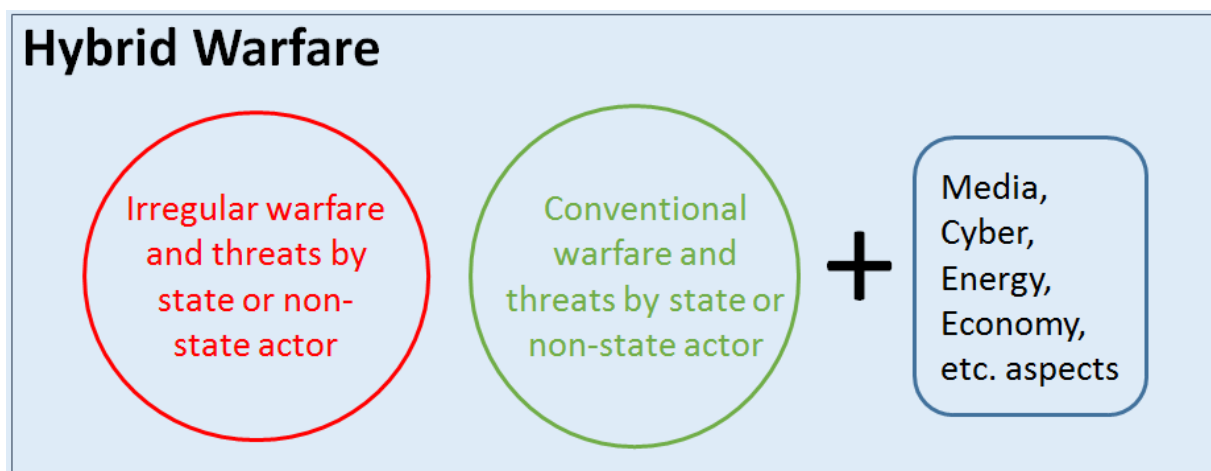 Hybrid Warfare
Irregular warfare
and threats by
state or non-
state actor
Conventional
warfare and
threats by state or
non-state actor
+
Media,
Cyber,
Energy,
Economy,
etc. aspects